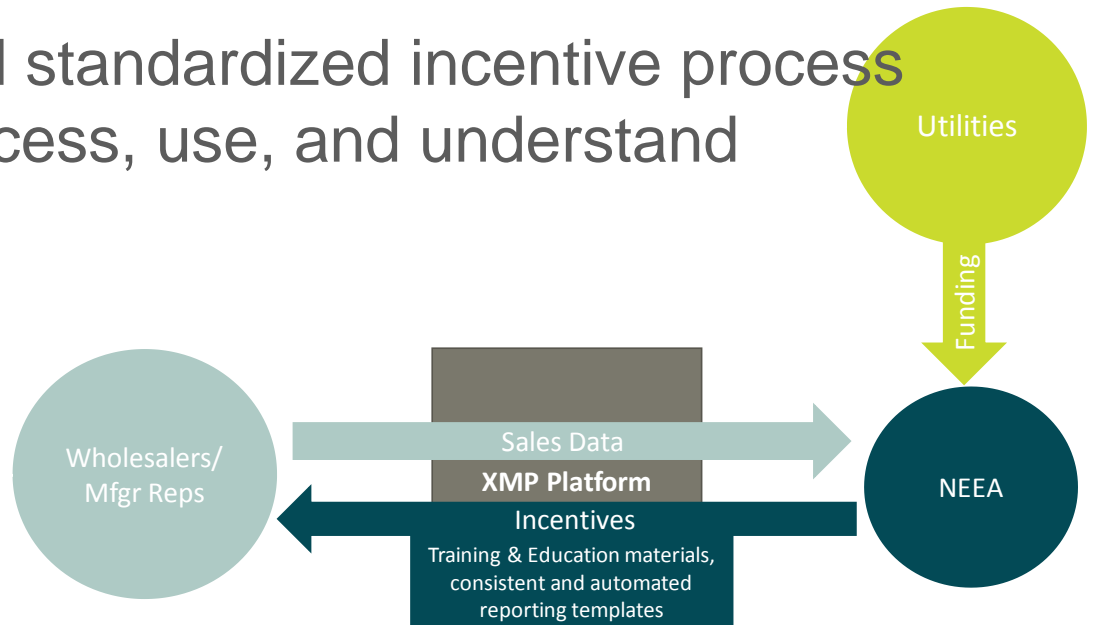 standardized incentive process
Utilities
cess, use, and understand
Funding
Sales Data
Wholesalers/
Mfgr Reps
XMP Platform
NEEA
Incentives
Training & Education materials,
consistent and automated
reporting templates